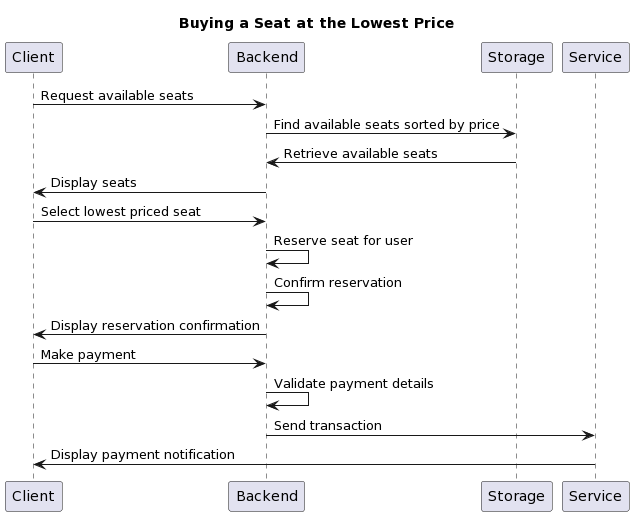 Buying a Seat at the Lowest Price
Client Backend Storage Service
Request available seats
Find available seats sorted by price
Retrieve available seats
Display seats
Select lowest priced seat
Reserve seat for user
Confirm reservation
Display reservation confirmation
Make payment
Validate payment details
Send transaction
Display payment notification
Client Backend Storage Service